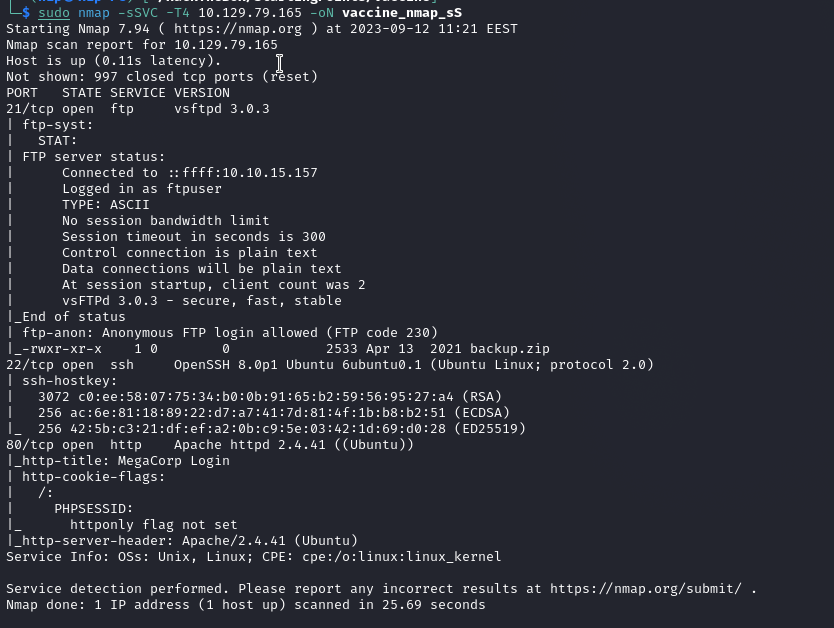 $ sudo nmap -sSVC -T4 10.129.79.165 -oN vaccine_nmap_sS
Starting Nmap 7.94 ( https://nmap.org ) at 2023-09-12 11:21 EEST
Nmap scan report for 10.129.79.165
Host is up (0.11s latency).
Not shown: 997 closed tcp ports (reset)
PORT   STATE SERVICE VERSION
21/tcp open  ftp     vsftpd 3.0.3
| ftp-syst:
|   STAT:
| FTP server status:
|      Connected to ::ffff:10.10.15.157
|      Logged in as ftpuser
|      TYPE: ASCII
|      No session bandwidth limit
|      Session timeout in seconds is 300
|      Control connection is plain text
|      Data connections will be plain text
|      At session startup, client count was 2
|      vsFTPd 3.0.3 - secure, fast, stable
|_End of status
| ftp-anon: Anonymous FTP login allowed (FTP code 230)
|_-rwxr-xr-x    1 0        0            2533 Apr 13  2021 backup.zip
22/tcp open  ssh     OpenSSH 8.0p1 Ubuntu 6ubuntu0.1 (Ubuntu Linux; protocol 2.0)
| ssh-hostkey:
|   3072 c0:ee:58:07:75:34:b0:0b:91:65:b2:59:56:95:27:a4 (RSA)
|   256 ac:6e:81:18:89:22:d7:a7:41:7d:81:4f:1b:b8:b2:51 (ECDSA)
|_  256 42:5b:c3:21:df:ef:a2:0b:c9:5e:03:42:1d:69:d0:28 (ED25519)
80/tcp open  http    Apache httpd 2.4.41 ((Ubuntu))
|_http-title: MegaCorp Login
| http-cookie-flags:
|   /:
|     PHPSESSID:
|_      httponly flag not set
|_http-server-header: Apache/2.4.41 (Ubuntu)
Service Info: OSs: Unix, Linux; CPE: cpe:/o:linux:linux_kernel

Service detection performed. Please report any incorrect results at https://nmap.org/submit/ .
Nmap done: 1 IP address (1 host up) scanned in 25.69 seconds